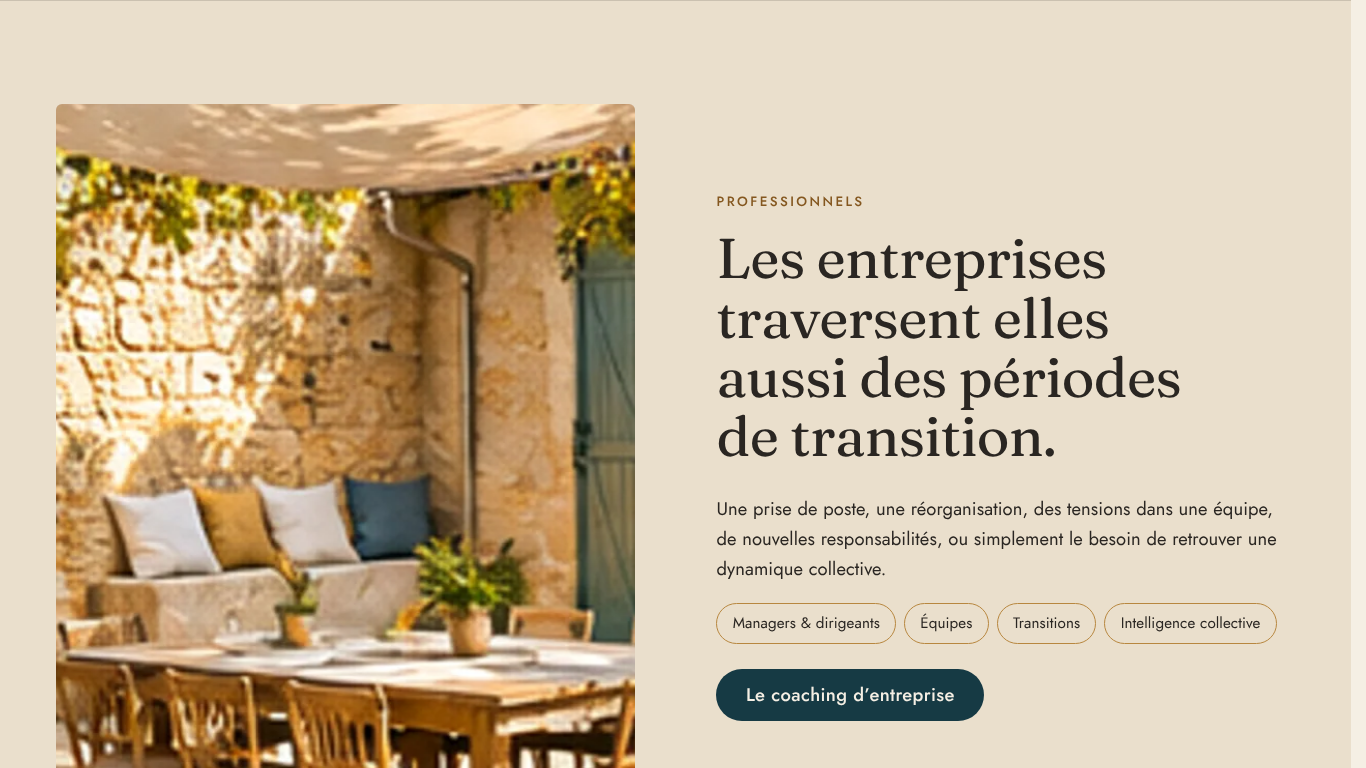 PROFESSIONNELS
Les entreprises
traversent elles
aussi des périodes
de transition.
Une prise de poste, une réorganisation, des tensions dans une équipe,
de nouvelles responsabilités, ou simplement le besoin de retrouver une
dynamique collective.
Managers & dirigeants
Équipes
Transitions
Intelligence collective
Le coaching d’entreprise